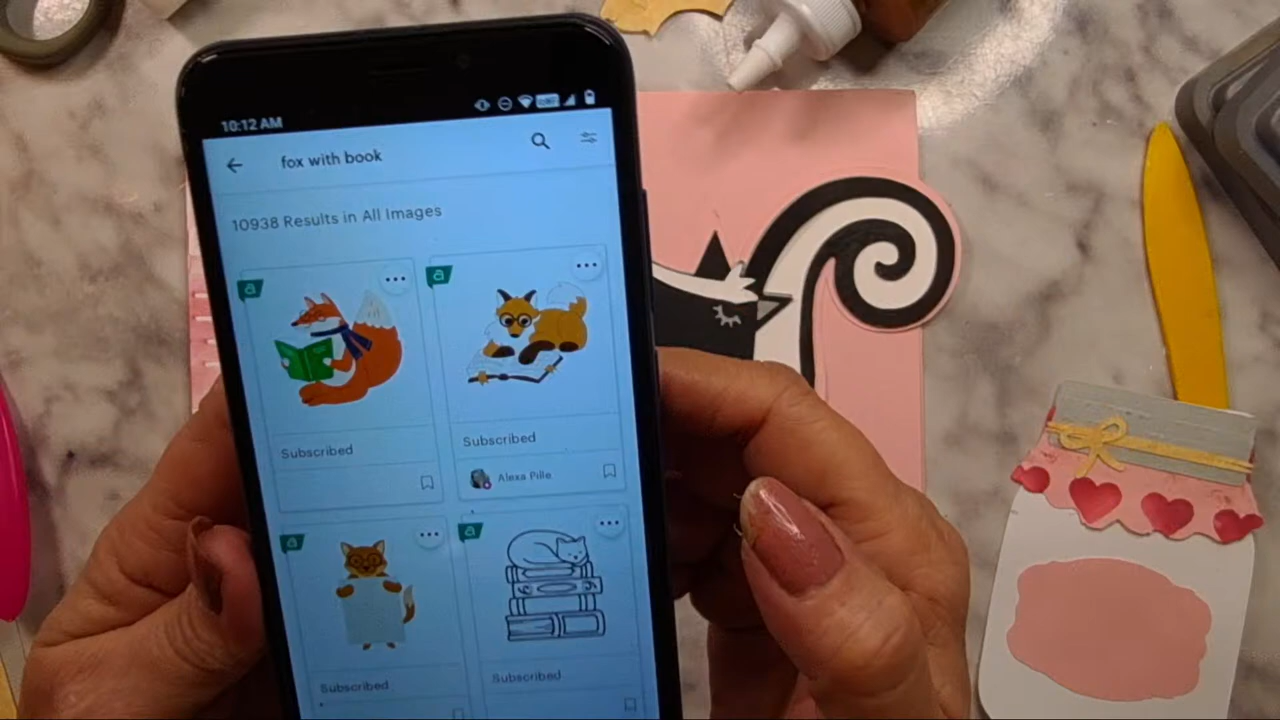 10:12 AM
fox with book
10938 Results in All Images
Subscribed
Subscribed
Alexa Pille
Subscribed
Subscribed